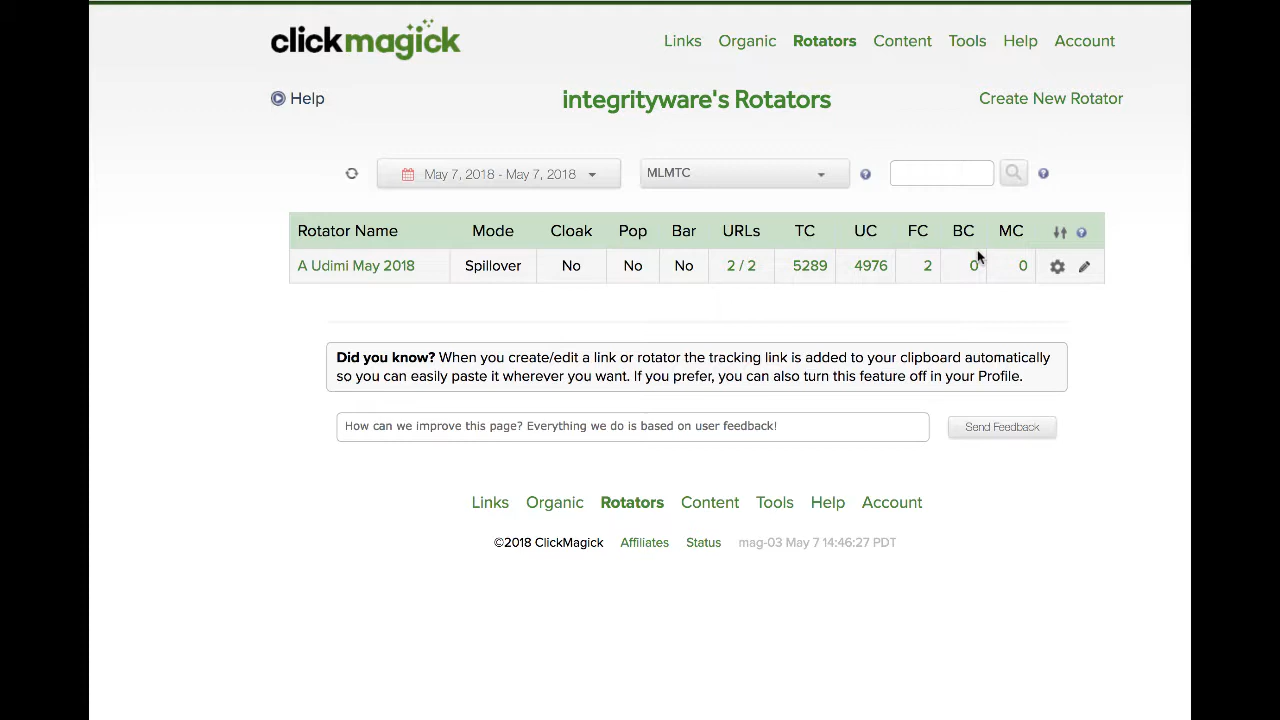 clickmagick
Links Organic Rotators Content Tools Help Account
Help
integrityware's Rotators
Create New Rotator
May 7, 2018 - May 7, 2018
MLMTC
Rotator Name Mode Cloak Pop Bar URLs TC UC FC BC MC
A Udimi May 2018 Spillover No No No 2 / 2 5289 4976 2 0 0
Did you know? When you create/edit a link or rotator the tracking link is added to your clipboard automatically
so you can easily paste it wherever you want. If you prefer, you can also turn this feature off in your Profile.
How can we improve this page? Everything we do is based on user feedback!
Send Feedback
Links Organic Rotators Content Tools Help Account
©2018 ClickMagick Affiliates Status mag-03 May 7 14:46:27 PDT